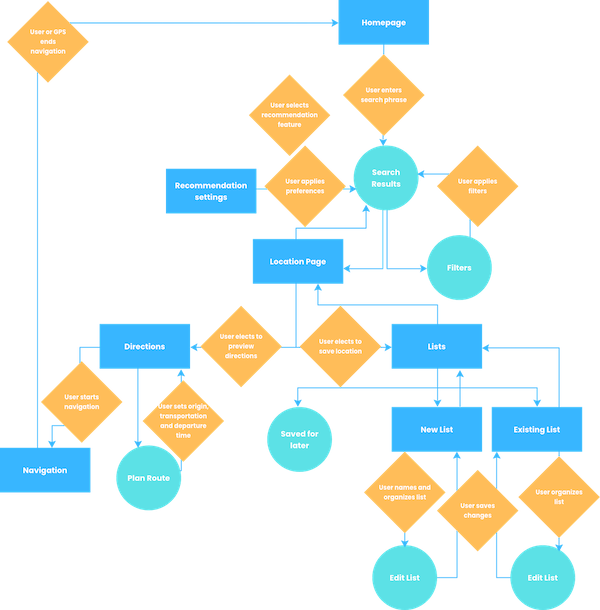 User or GPS
ends
navigation
Homepage
User enters
search phrase
User selects
recommendation
feature
Search
Results
Recommendation
settings
User applies
preferences
User applies
filters
Location Page
Filters
Directions
User elects to
preview
directions
User elects to
save location
Lists
User starts
navigation
User sets origin,
transportation
and departure
time
Saved for
later
New List
Existing List
Navigation
Plan Route
User names and
organizes list
User saves
changes
User organizes
list
Edit List
Edit List